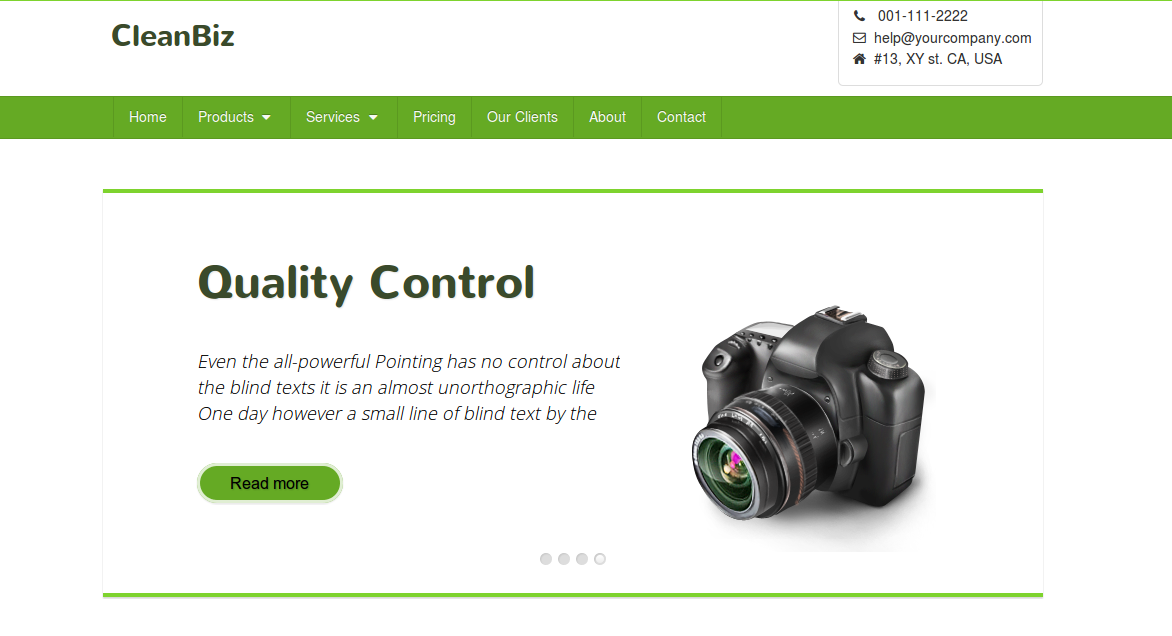 CleanBiz
001-111-2222
help@yourcompany.com
#13, XY st. CA, USA
Home Products Services Pricing Our Clients About Contact
Quality Control
Even the all-powerful Pointing has no control about
the blind texts it is an almost unorthographic life
One day however a small line of blind text by the
Read more